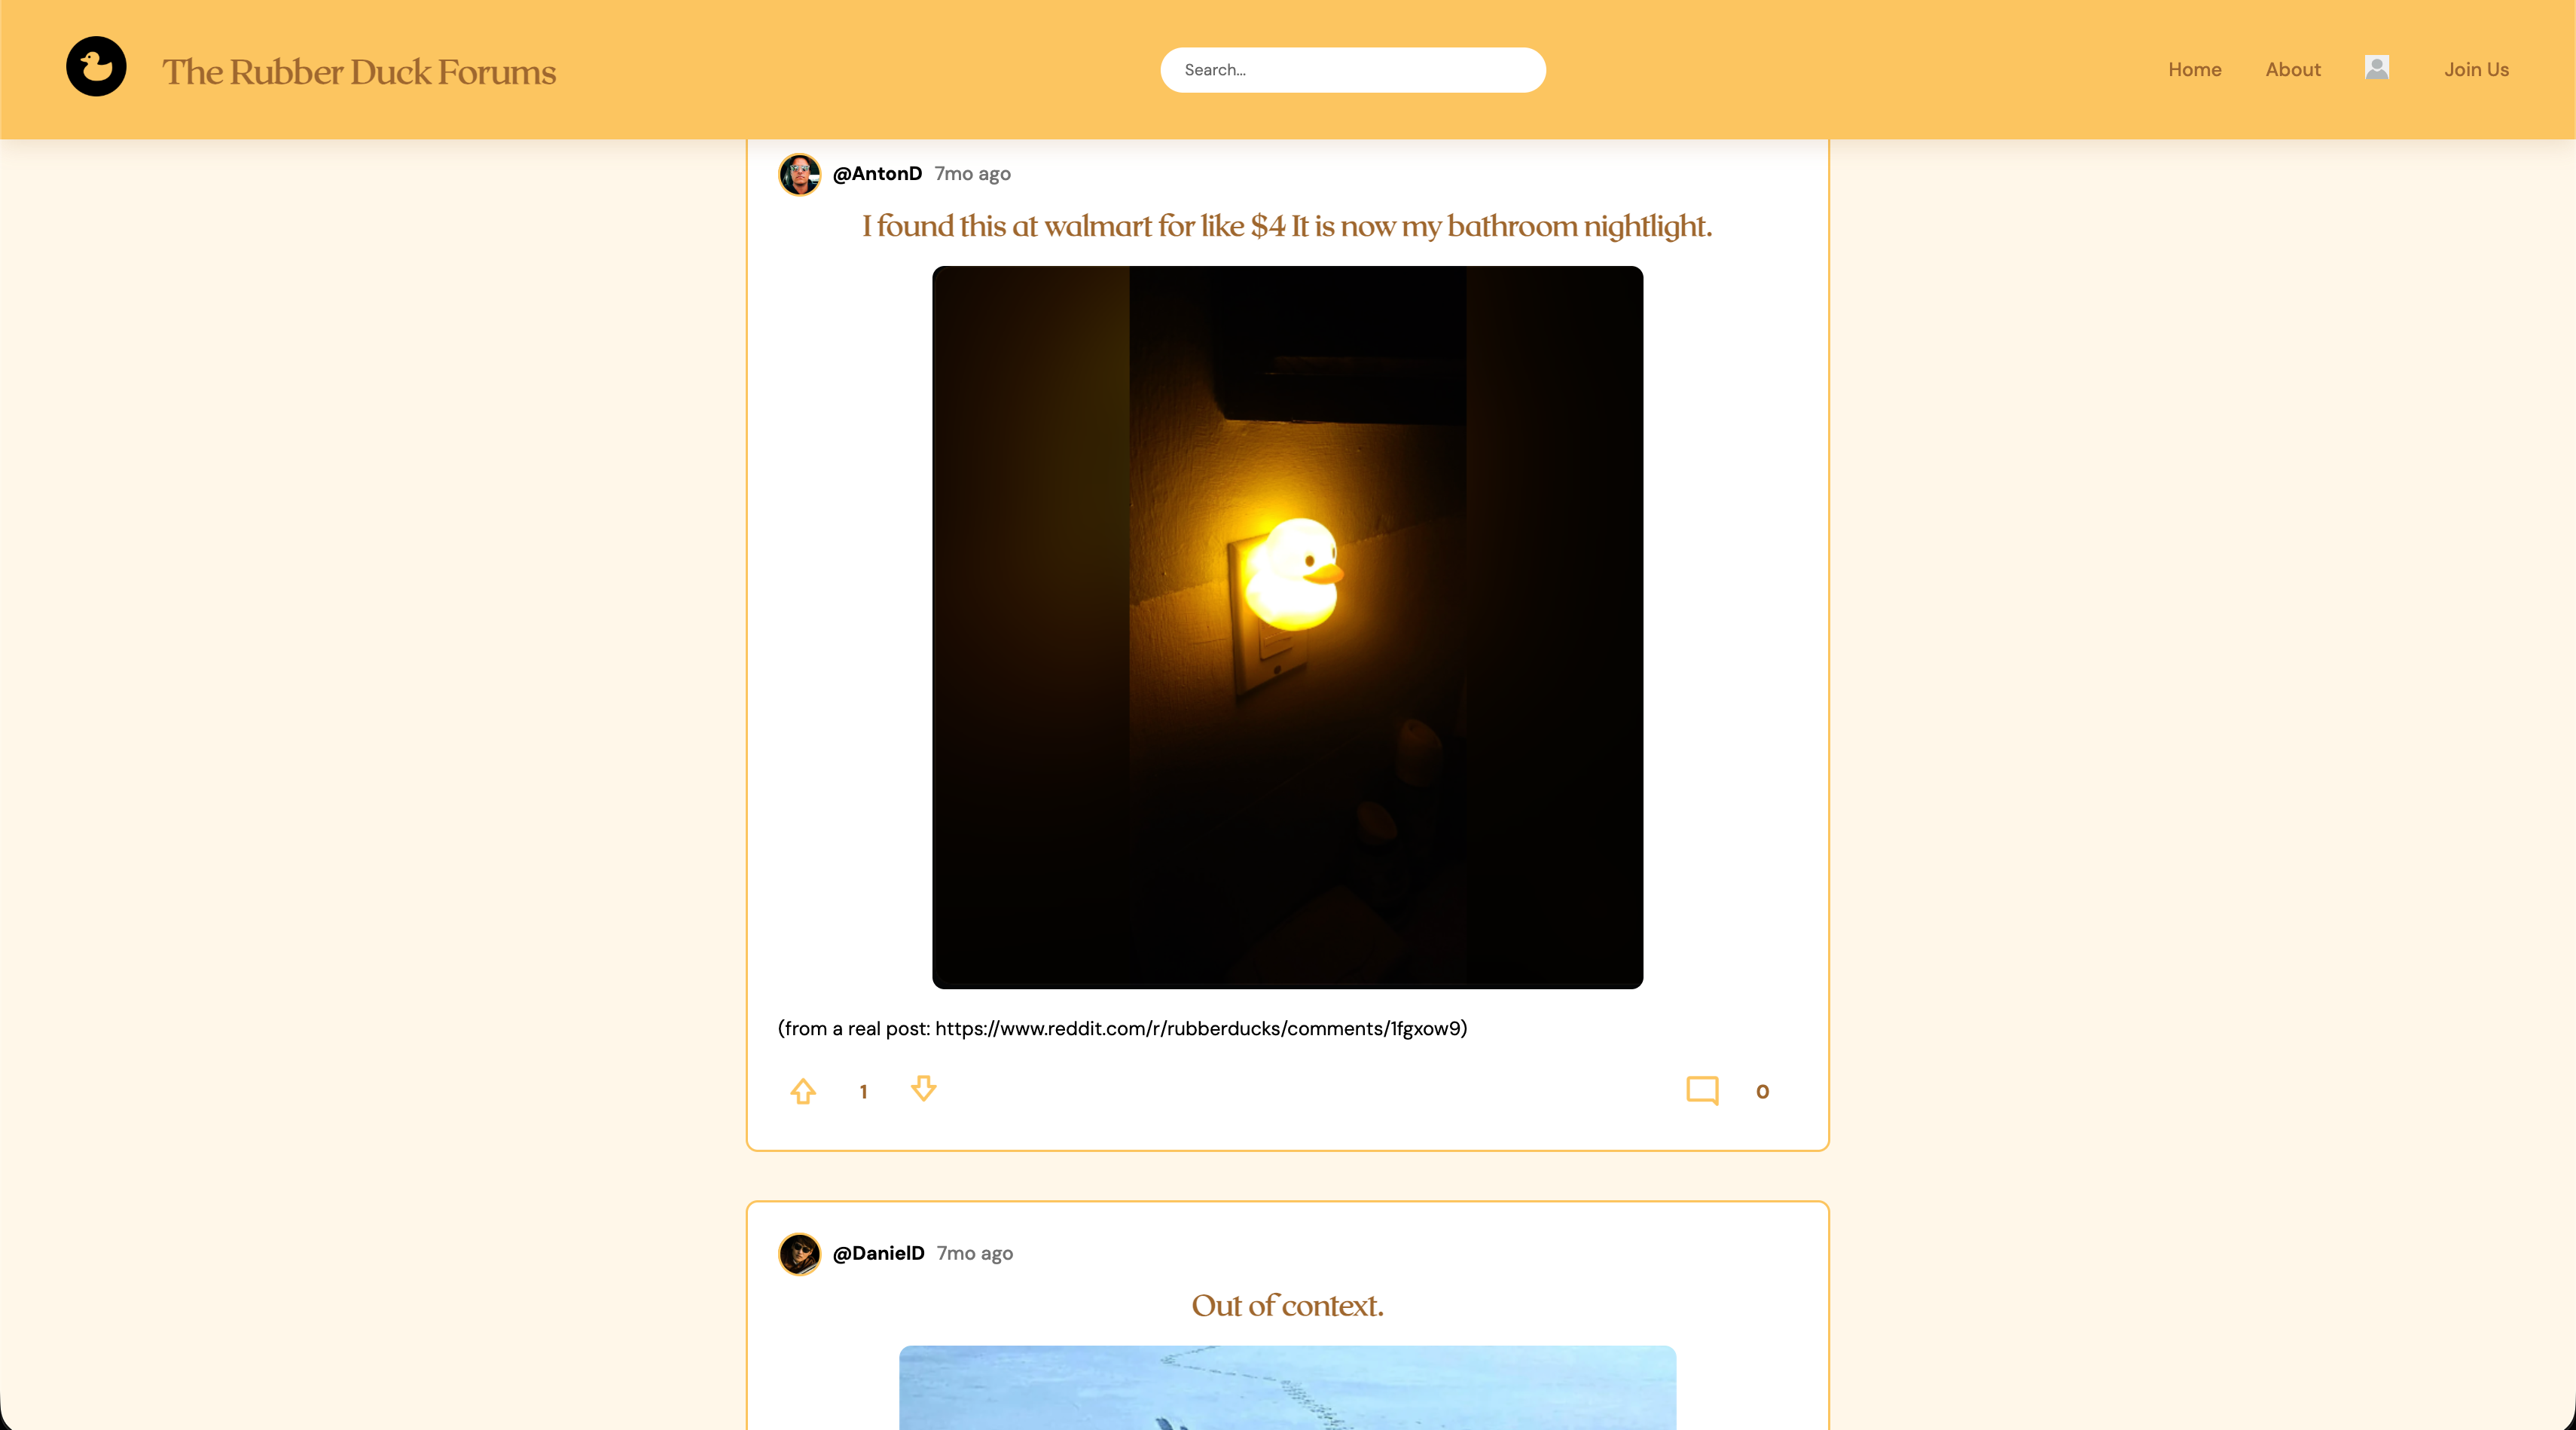 The Rubber Duck Forums
Search...
Home
About
Join Us
@AntonD 7mo ago
I found this at walmart for like $4 It is now my bathroom nightlight.
(from a real post: https://www.reddit.com/r/rubberducks/comments/1fgxow9)
1
0
@DanielD 7mo ago
Out of context.